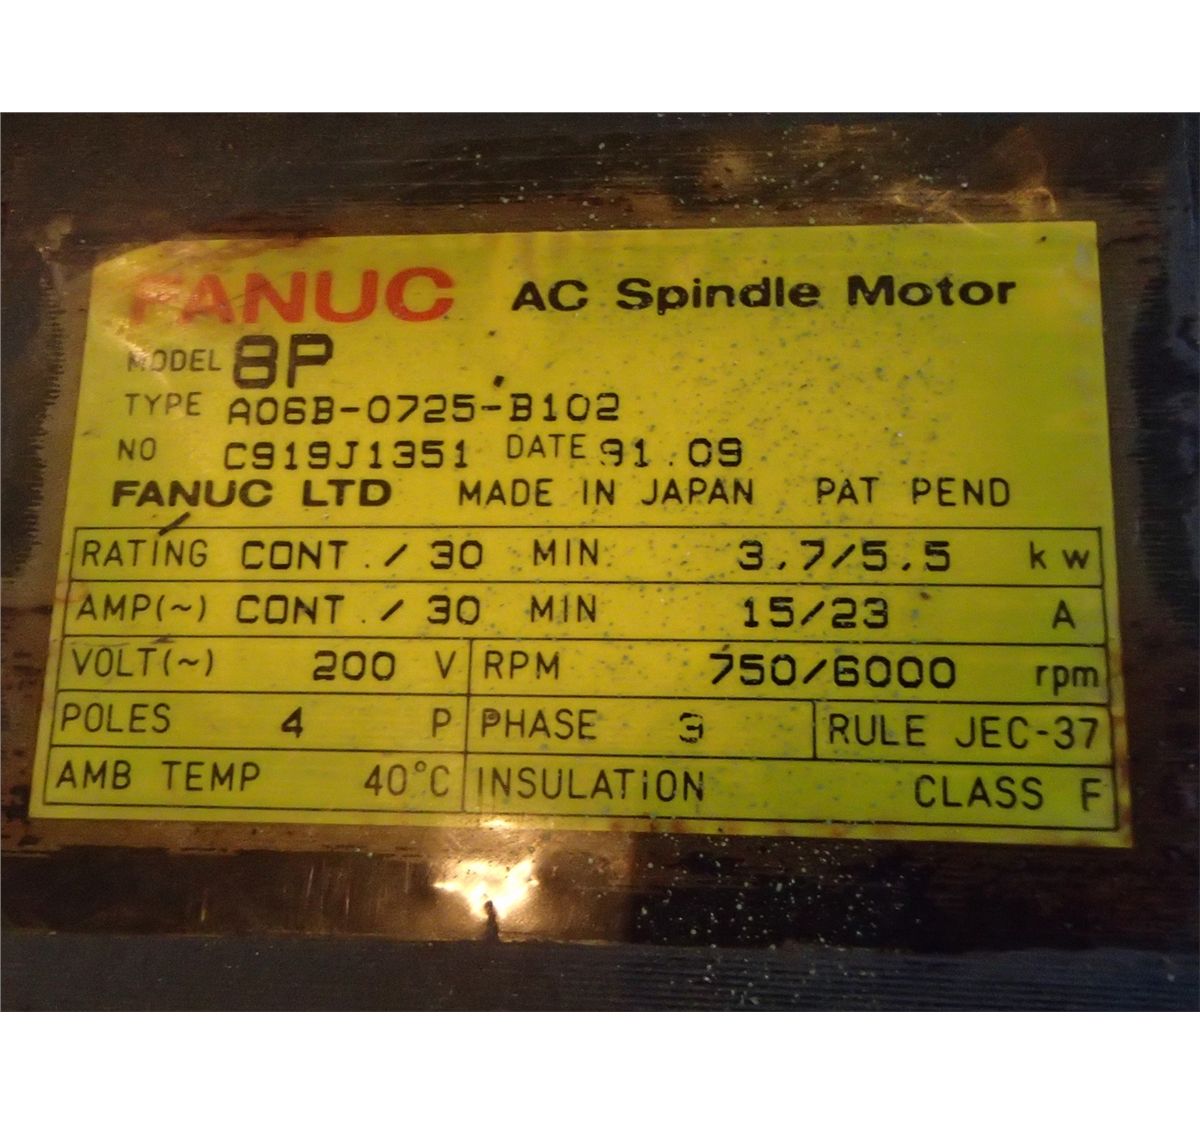 FANUC AC Spindle Motor
MODEL 8P
TYPE A06B-0725-B102
NO C919J1351 DATE 91.09
FANUC LTD MADE IN JAPAN PAT PEND
RATING CONT./30 MIN. 3.7/5.5 kw
AMP(~) CONT./30 MIN 15/23 A
VOLT(~) 200 V RPM 750/6000 rpm
POLES 4 P PHASE 3 RULE JEC-37
AMB TEMP 40°C INSULATiON CLASS F